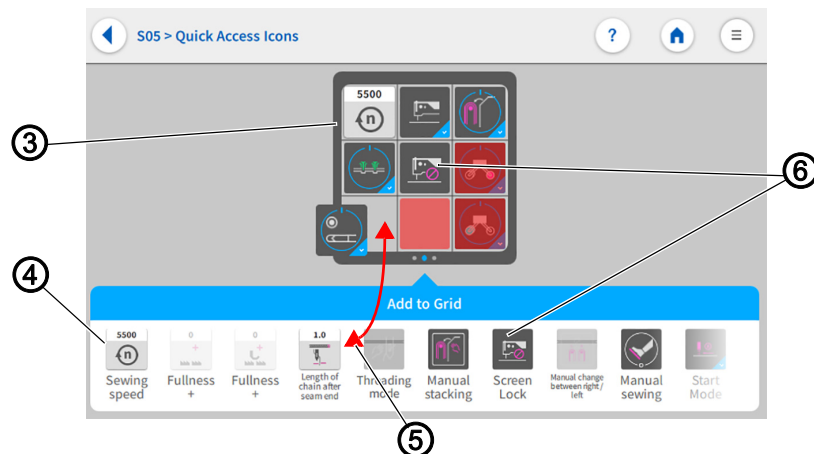 S05 > Quick Access Icons
?
5500
n
③
⑥
④
Add to Grid
5500
n
0
0
1.0
Sewing
speed
Fullness
+
Fullness
+
Length of
chain after
seam end
Threading
mode
Manual
stacking
Screen
Lock
Manual change
between right /
left
Manual
sewing
Start
Mode
⑤